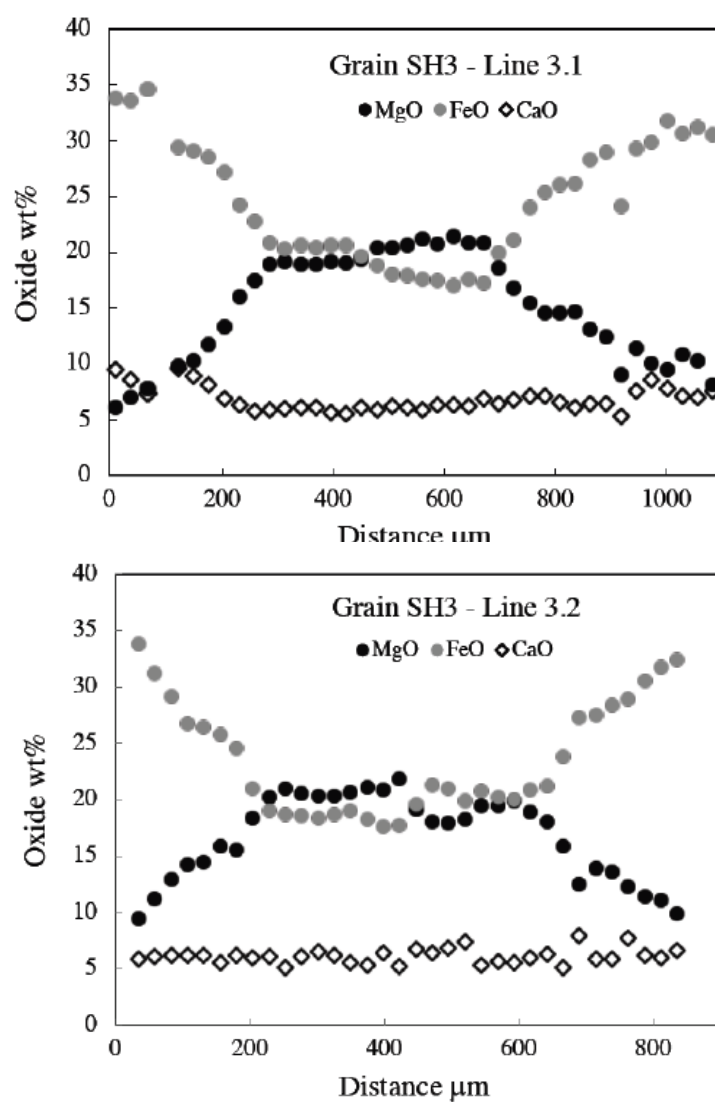 40
Grain SH3 - Line 3.1
35
MgO FeO CaO
30
25
20
15
10
5
0
Oxide wt%
0 200 400 600 800 1000
Distance μm
40
Grain SH3 - Line 3.2
35
MgO FeO CaO
30
25
20
15
10
5
0
Oxide wt%
0 200 400 600 800
Distance μm